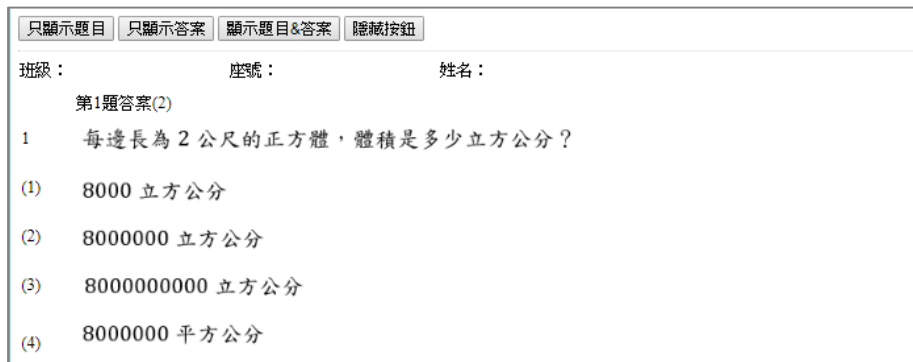 只顯示題目 只顯示答案 顯示題目&答案 隱藏按鈕
班級： 座號： 姓名：
第1題答案(2)
1 每邊長為 2 公尺的正方體，體積是多少立方公分？
(1) 8000 立方公分
(2) 8000000 立方公分
(3) 8000000000 立方公分
(4) 8000000 平方公分